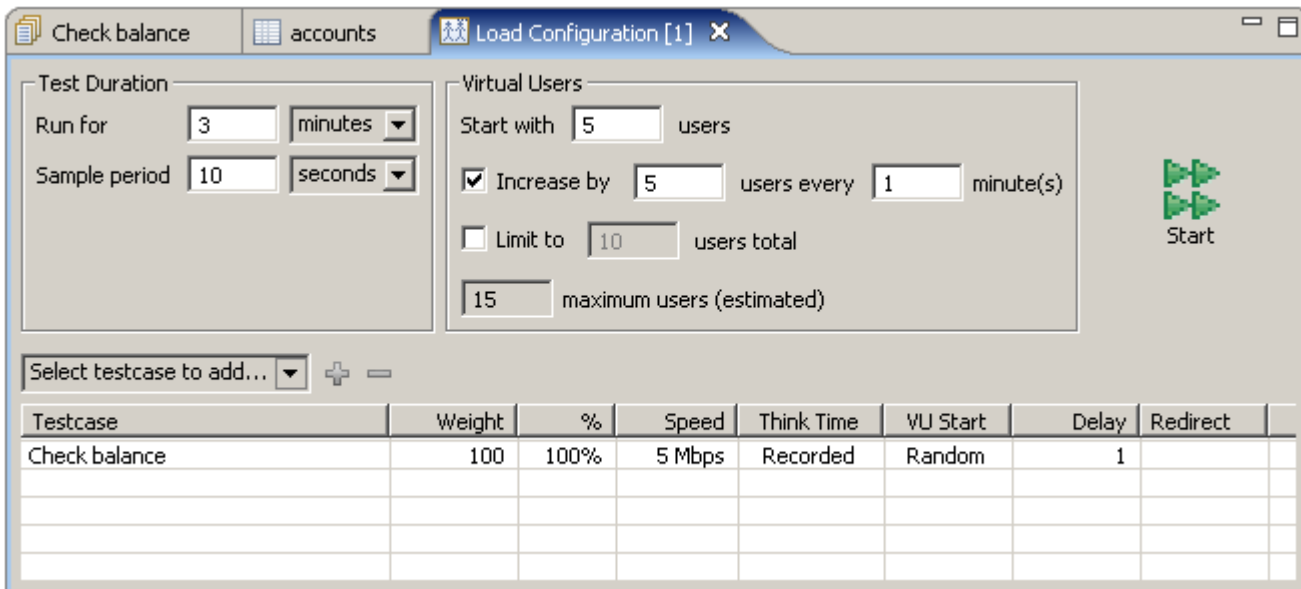 Check balance accounts Load Configuration [1]
Test Duration
Run for 3 minutes
Sample period 10 seconds
Virtual Users
Start with 5 users
Increase by 5 users every 1 minute(s)
Limit to 10 users total
15 maximum users (estimated)
Start
Select testcase to add...
Testcase Weight % Speed Think Time VU Start Delay Redirect
Check balance 100 100% 5 Mbps Recorded Random 1